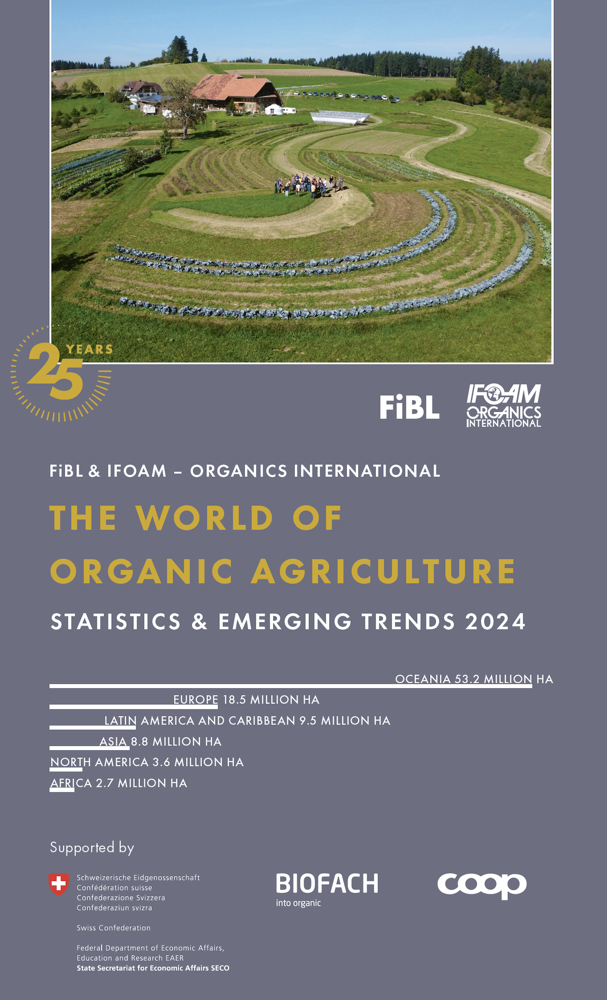 25 YEARS
FiBL
IFOAM
ORGANICS
INTERNATIONAL
FiBL & IFOAM – ORGANICS INTERNATIONAL
THE WORLD OF
ORGANIC AGRICULTURE
STATISTICS & EMERGING TRENDS 2024
OCEANIA 53.2 MILLION HA
EUROPE 18.5 MILLION HA
LATIN AMERICA AND CARIBBEAN 9.5 MILLION HA
ASIA 8.8 MILLION HA
NORTH AMERICA 3.6 MILLION HA
AFRICA 2.7 MILLION HA
Supported by
Schweizerische Eidgenossenschaft
Confédération suisse
Confederazione Svizzera
Confederaziun svizra
Swiss Confederation
Federal Department of Economic Affairs,
Education and Research EAER
State Secretariat for Economic Affairs SECO
BIOFACH
into organic
coop